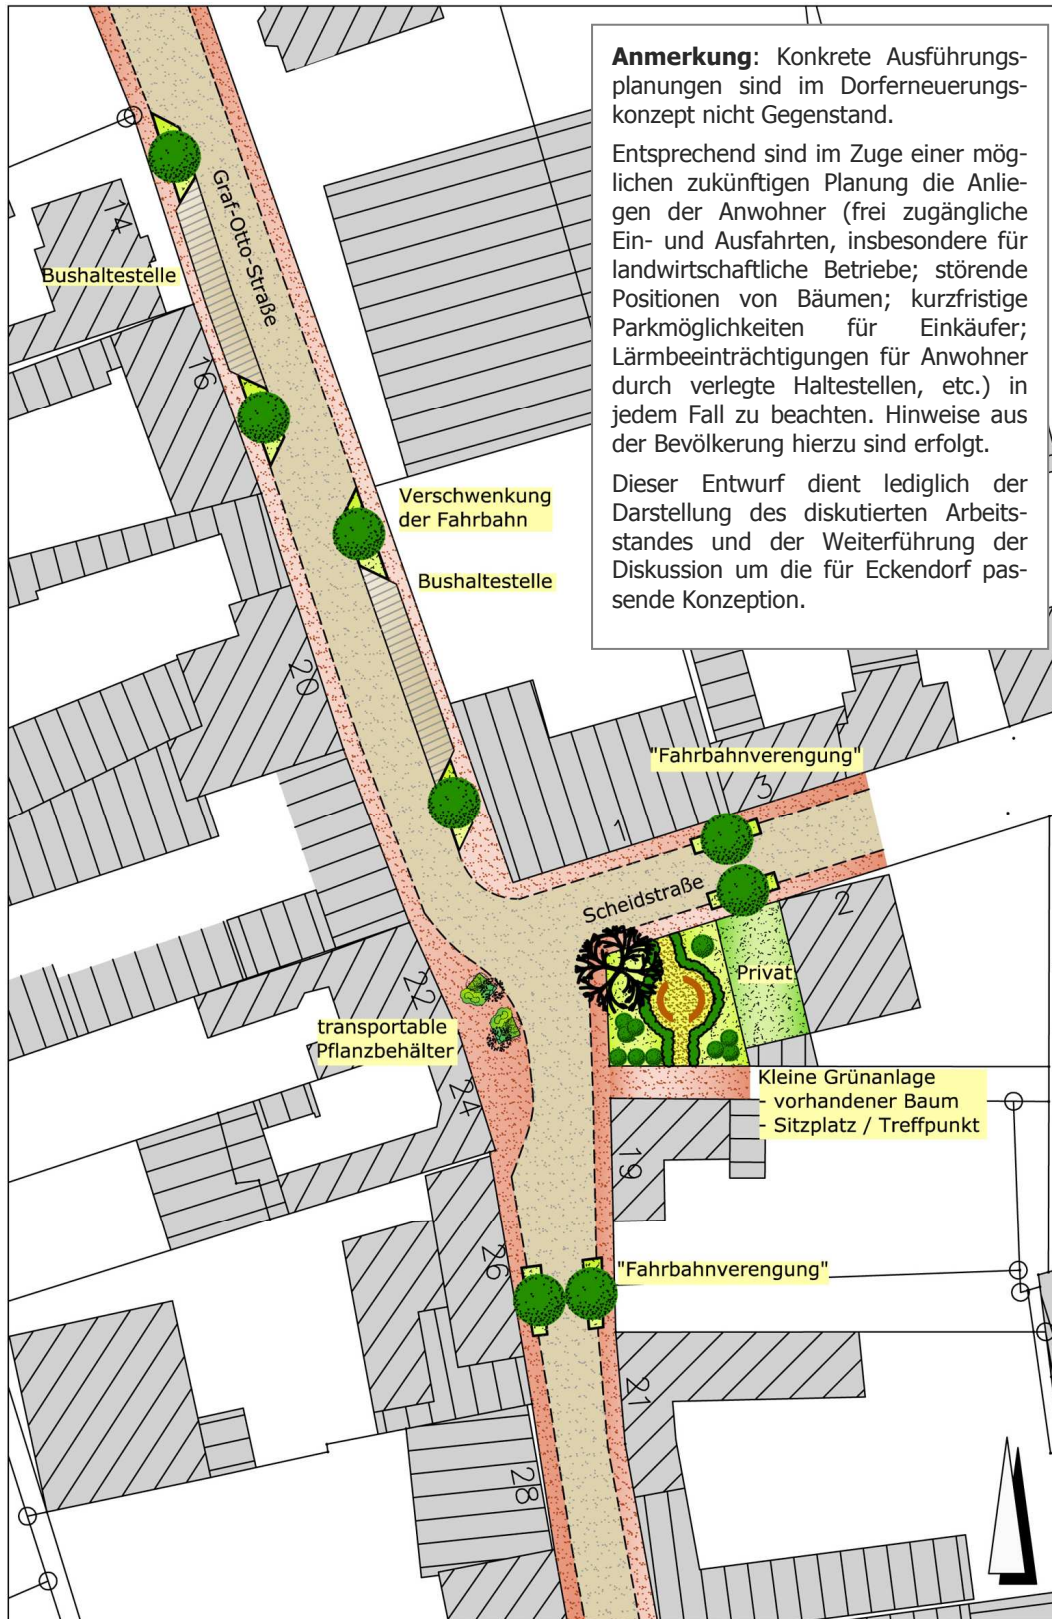 Anmerkung: Konkrete Ausführungs-
planungen sind im Dorferneuerungs-
konzept nicht Gegenstand.
Entsprechend sind im Zuge einer mög-
lichen zukünftigen Planung die Anlie-
gen der Anwohner (frei zugängliche
Ein- und Ausfahrten, insbesondere für
landwirtschaftliche Betriebe; störende
Positionen von Bäumen; kurzfristige
Parkmöglichkeiten für Einkäufer;
Lärmbeeinträchtigungen für Anwohner
durch verlegte Haltestellen, etc.) in
jedem Fall zu beachten. Hinweise aus
der Bevölkerung hierzu sind erfolgt.
Dieser Entwurf dient lediglich der
Darstellung des diskutierten Arbeits-
standes und der Weiterführung der
Diskussion um die für Eckendorf pas-
sende Konzeption.
14
Graf-Otto-Straße
Bushaltestelle
16
Verschwenkung
der Fahrbahn
Bushaltestelle
20
"Fahrbahnverengung"
3
1
Scheidstraße
2
Privat
22
transportable
Pflanzbehälter
24
Kleine Grünanlage
- vorhandener Baum
- Sitzplatz / Treffpunkt
19
26
"Fahrbahnverengung"
21
28